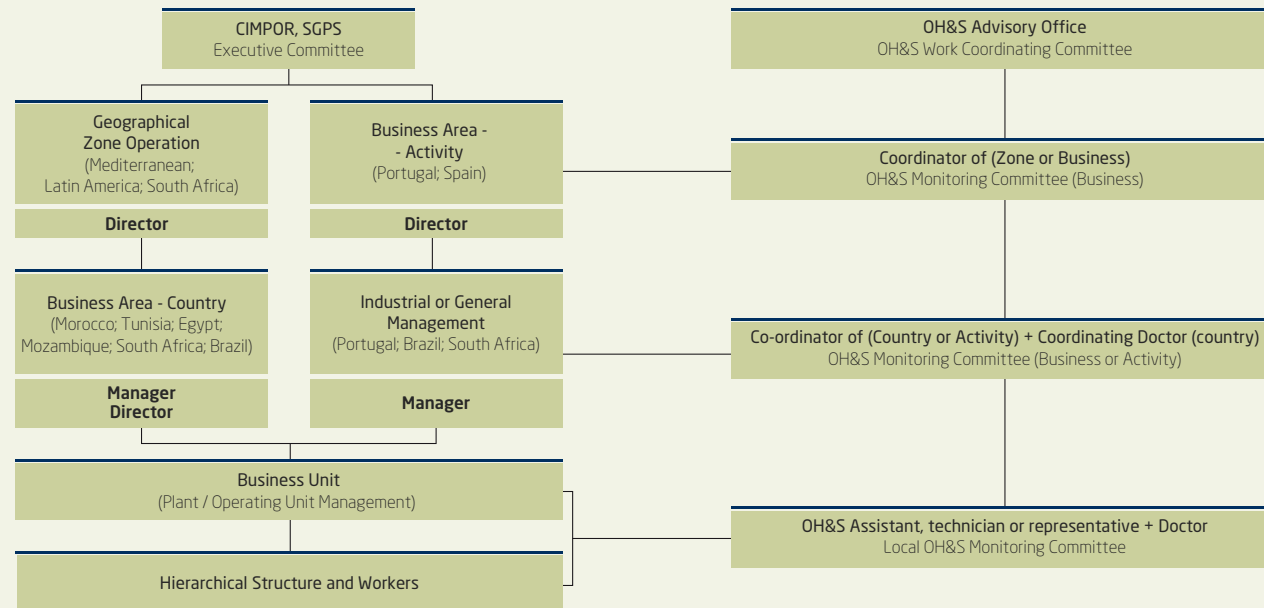 CIMPOR, SGPS
Executive Committee
OH&S Advisory Office
OH&S Work Coordinating Committee
Geographical
Zone Operation
(Mediterranean;
Latin America; South Africa)
Director
Business Area -
- Activity
(Portugal; Spain)
Director
Coordinator of (Zone or Business)
OH&S Monitoring Committee (Business)
Business Area - Country
(Morocco; Tunisia; Egypt;
Mozambique; South Africa; Brazil)
Manager
Director
Industrial or General
Management
(Portugal; Brazil; South Africa)
Manager
Co-ordinator of (Country or Activity) + Coordinating Doctor (country)
OH&S Monitoring Committee (Business or Activity)
Business Unit
(Plant / Operating Unit Management)
OH&S Assistant, technician or representative + Doctor
Local OH&S Monitoring Committee
Hierarchical Structure and Workers